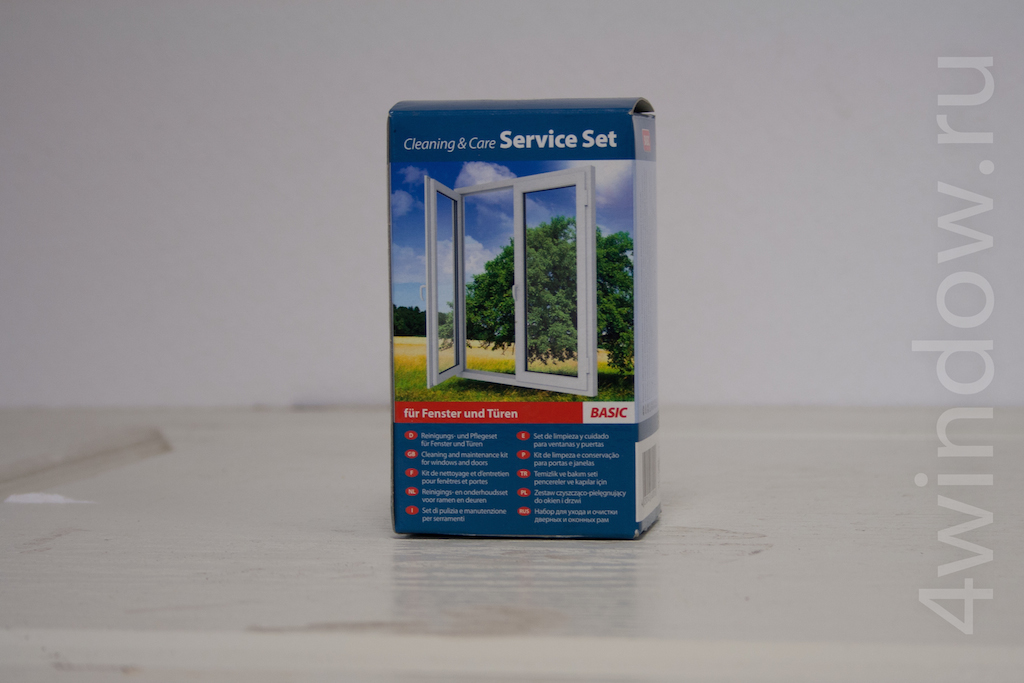 Cleaning & Care Service Set
für Fenster und Türen
BASIC
D Reinigungs- und Pflegeset
für Fenster und Türen
GB Cleaning and maintenance kit
for windows and doors
F Kit de nettoyage et d'entretien
pour fenêtres et portes
NL Reinigings- en onderhoudsset
voor ramen en deuren
I Set di pulizia e manutenzione
per serramenti
E Set de limpieza y cuidado
para ventanas y puertas
P Kit de limpeza e conservação
para portas e janelas
TR Temizlik ve bakım seti
pencereler ve kapılar için
PL Zestaw czyszcząco-pielęgnujący
do okien i drzwi
RUS Набор для ухода и очистки
дверных и оконных рам
4window.ru